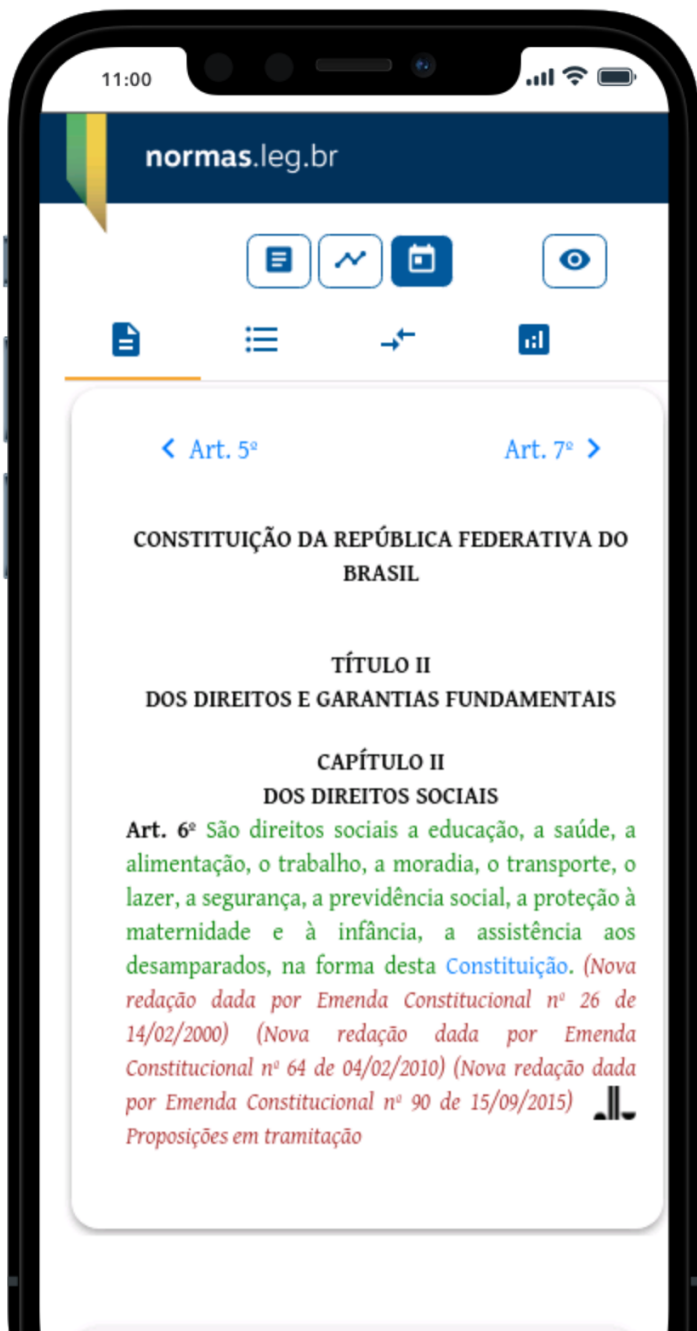 11:00
normas.leg.br
Art. 5º
Art. 7º
CONSTITUIÇÃO DA REPÚBLICA FEDERATIVA DO
BRASIL
TÍTULO II
DOS DIREITOS E GARANTIAS FUNDAMENTAIS
CAPÍTULO II
DOS DIREITOS SOCIAIS
Art. 6º São direitos sociais a educação, a saúde, a
alimentação, o trabalho, a moradia, o transporte, o
lazer, a segurança, a previdência social, a proteção à
maternidade e à infância, a assistência aos
desamparados, na forma desta Constituição. (Nova
redação dada por Emenda Constitucional nº 26 de
14/02/2000) (Nova redação dada por Emenda
Constitucional nº 64 de 04/02/2010) (Nova redação dada
por Emenda Constitucional nº 90 de 15/09/2015)
Proposições em tramitação